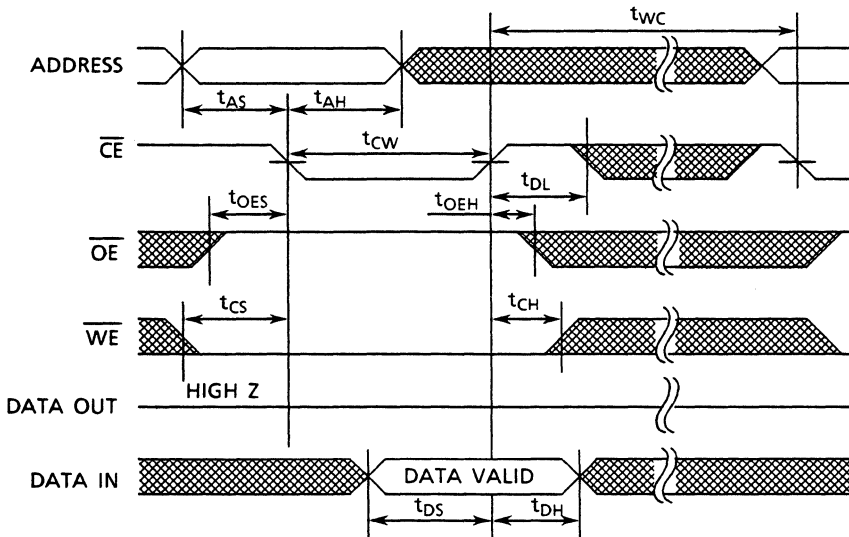 tWC
ADDRESS
tAS tAH
CE
tCW
tDL
tOES tOEH
OE
tCS tCH
WE
HIGH Z
DATA OUT
DATA IN DATA VALID
tDS tDH